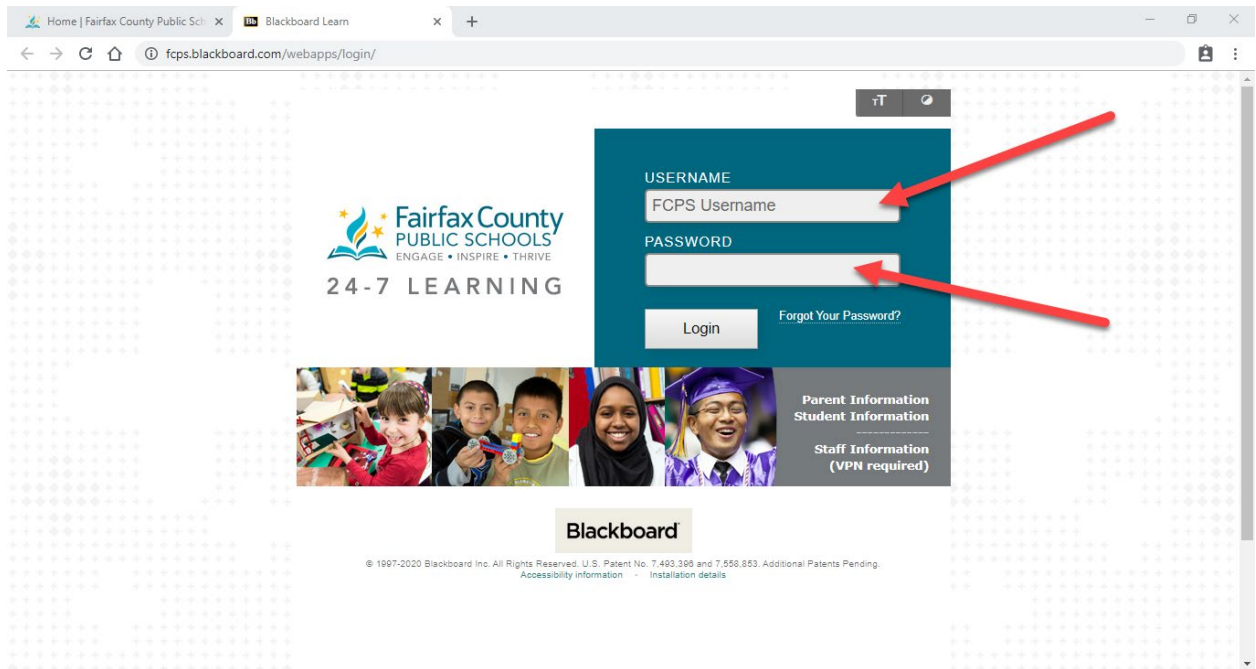 Home | Fairfax County Public Sch
Blackboard Learn
fcps.blackboard.com/webapps/login/
TT
USERNAME
FCPS Username
PASSWORD
Login
Forgot Your Password?
Fairfax County
PUBLIC SCHOOLS
ENGAGE • INSPIRE • THRIVE
24-7 LEARNING
Parent Information
Student Information
---------------
Staff Information
(VPN required)
Blackboard
© 1997-2020 Blackboard Inc. All Rights Reserved. U.S. Patent No. 7,493,396 and 7,558,853. Additional Patents Pending.
Accessibility information - Installation details